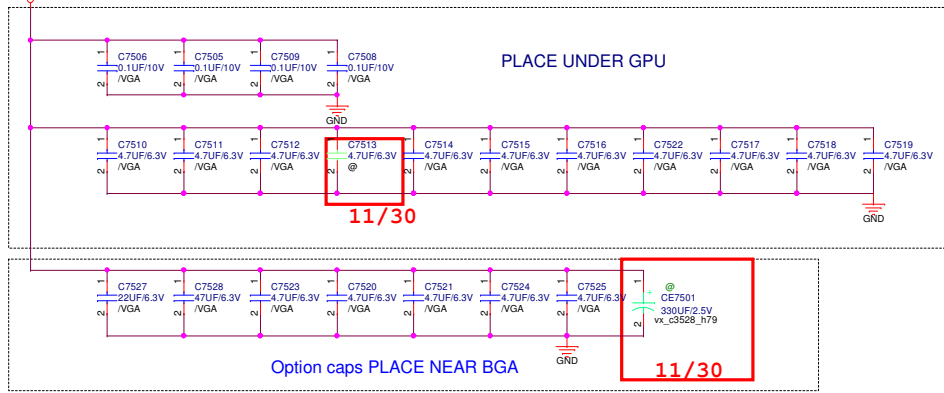 PLACE UNDER GPU
1 C7506 1 C7505 1 C7509 1 C7508
0.1UF/10V 0.1UF/10V 0.1UF/10V 0.1UF/10V
2 /VGA 2 /VGA 2 /VGA 2 /VGA
GND
1 C7510 1 C7511 1 C7512 1 C7513 1 C7514 1 C7515 1 C7516 1 C7522 1 C7517 1 C7518 1 C7519
4.7UF/6.3V 4.7UF/6.3V 4.7UF/6.3V 4.7UF/6.3V 4.7UF/6.3V 4.7UF/6.3V 4.7UF/6.3V 4.7UF/6.3V 4.7UF/6.3V 4.7UF/6.3V 4.7UF/6.3V
2 /VGA 2 /VGA 2 /VGA 2 @ 2 /VGA 2 /VGA 2 /VGA 2 /VGA 2 /VGA 2 /VGA 2 /VGA
11/30
GND
1 C7527 1 C7528 1 C7523 1 C7520 1 C7521 1 C7524 1 C7525 1 @
22UF/6.3V 47UF/6.3V 4.7UF/6.3V 4.7UF/6.3V 4.7UF/6.3V 4.7UF/6.3V 4.7UF/6.3V + CE7501
2 /VGA 2 /VGA 2 /VGA 2 /VGA 2 /VGA 2 /VGA 2 /VGA 330UF/2.5V
2 vx_c3528_h79
GND
Option caps PLACE NEAR BGA
11/30